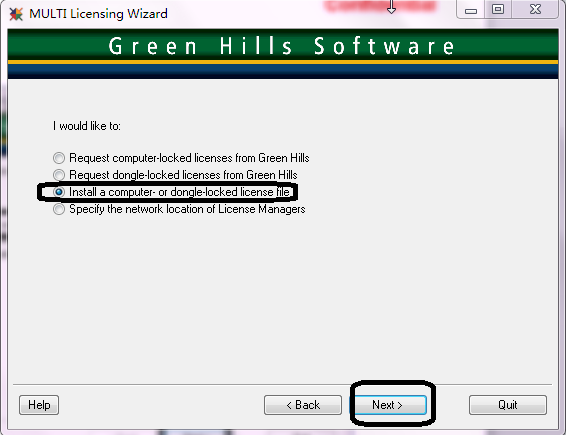 Confidential
MULTI Licensing Wizard
Green Hills Software
I would like to:
Request computer-locked licenses from Green Hills
Request dongle-locked licenses from Green Hills
Install a computer- or dongle-locked license file
Specify the network location of License Managers
Help
< Back
Next >
Quit